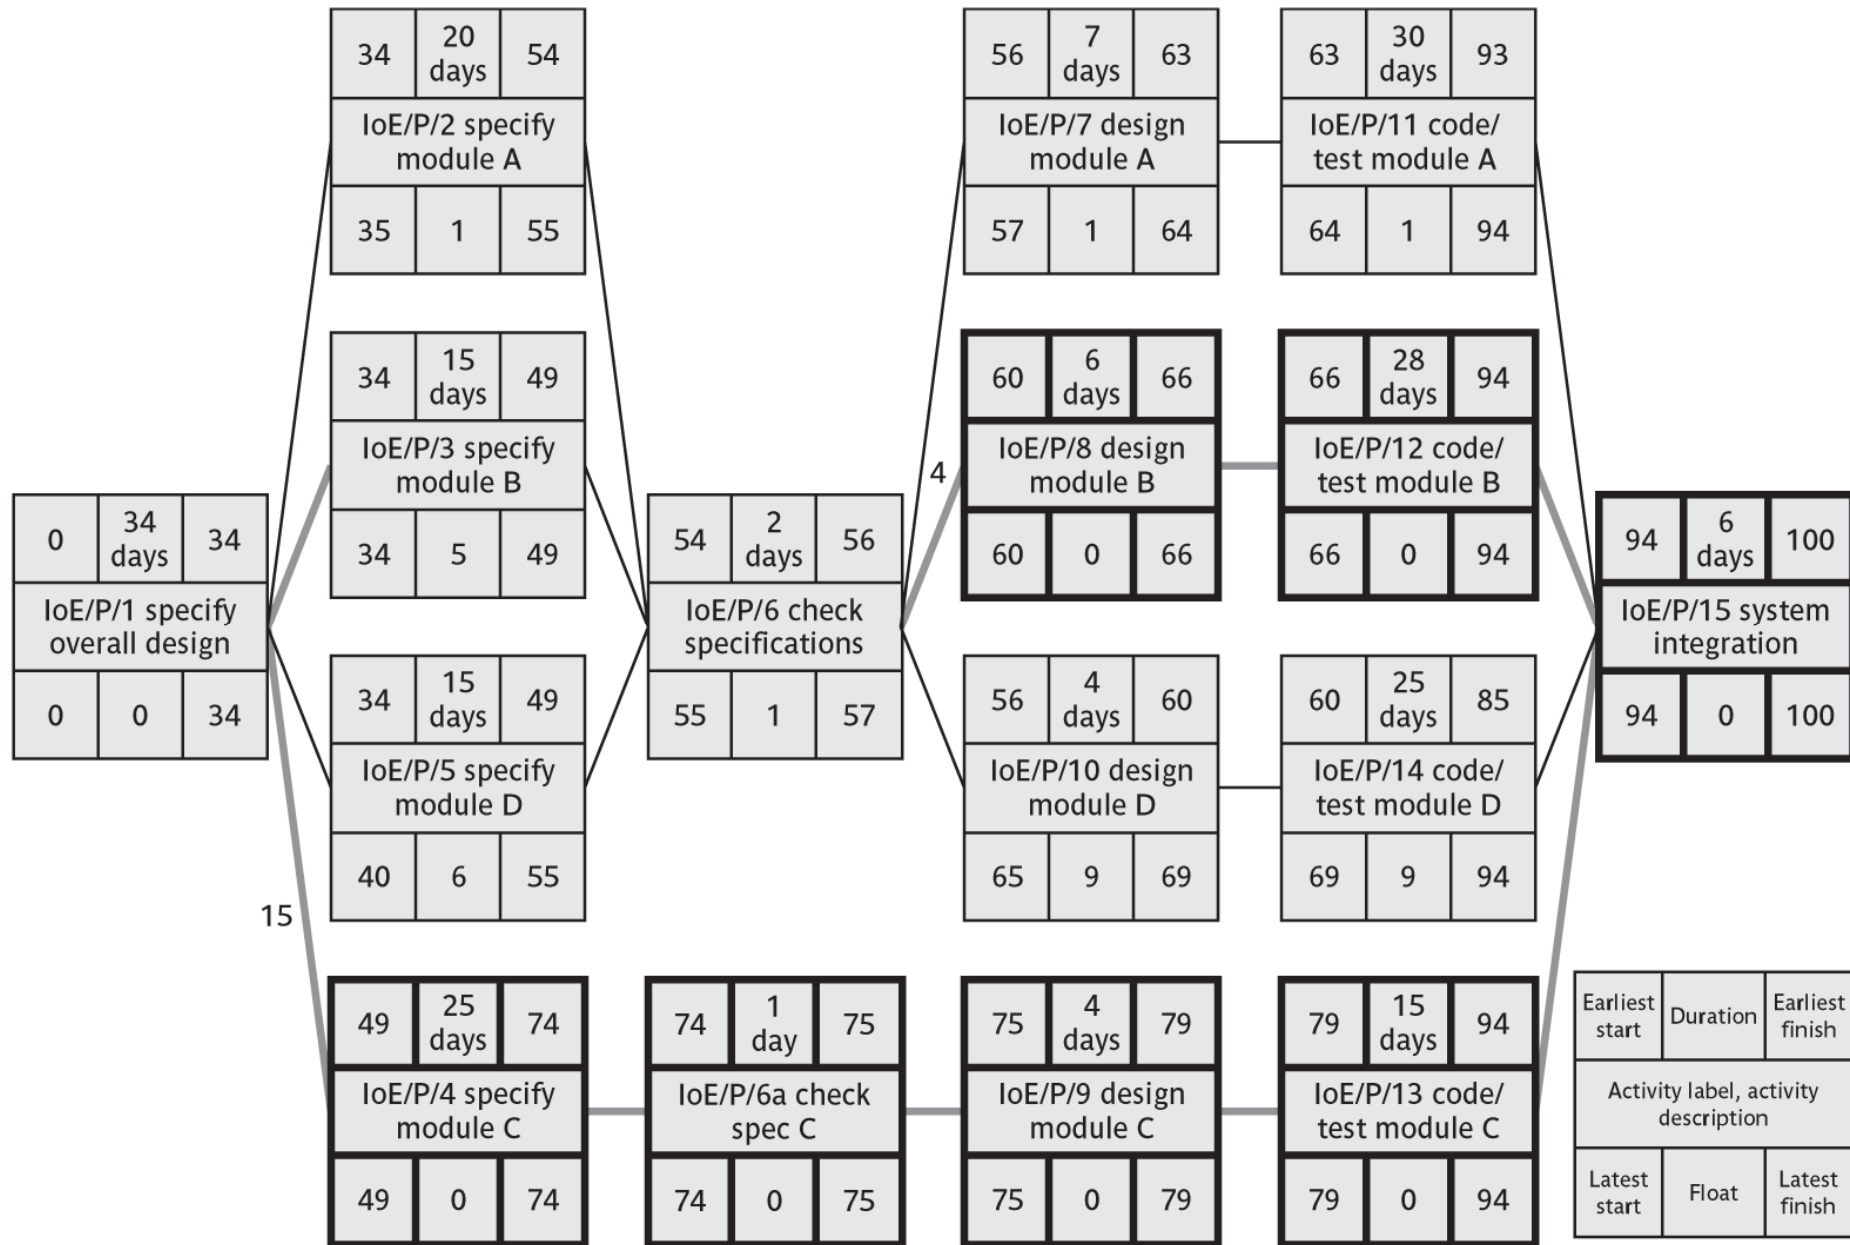 34
20
days
54
IoE/P/2 specify
module A
35
1
55
56
7
days
63
IoE/P/7 design
module A
57
1
64
63
30
days
93
IoE/P/11 code/
test module A
64
1
94
34
15
days
49
IoE/P/3 specify
module B
34
5
49
4
60
6
days
66
IoE/P/8 design
module B
60
0
66
66
28
days
94
IoE/P/12 code/
test module B
66
0
94
0
34
days
34
IoE/P/1 specify
overall design
0
0
34
54
2
days
56
IoE/P/6 check
specifications
55
1
57
94
6
days
100
IoE/P/15 system
integration
94
0
100
34
15
days
49
IoE/P/5 specify
module D
40
6
55
56
4
days
60
IoE/P/10 design
module D
65
9
69
60
25
days
85
IoE/P/14 code/
test module D
69
9
94
15
49
25
days
74
IoE/P/4 specify
module C
49
0
74
74
1
day
75
IoE/P/6a check
spec C
74
0
75
75
4
days
79
IoE/P/9 design
module C
75
0
79
79
15
days
94
IoE/P/13 code/
test module C
79
0
94
Earliest
start
Duration
Earliest
finish
Activity label, activity
description
Latest
start
Float
Latest
finish